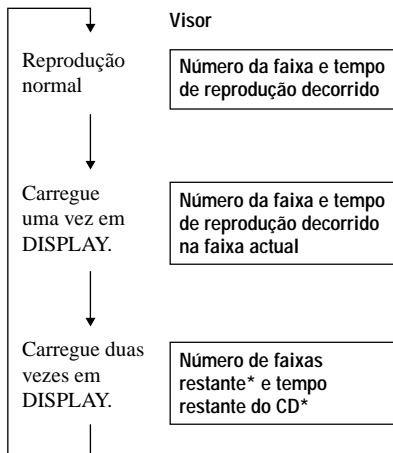 Visor
Reprodução
normal
Número da faixa e tempo
de reprodução decorrido
Carregue
uma vez em
DISPLAY.
Número da faixa e tempo
de reprodução decorrido
na faixa actual
Carregue duas
vezes em
DISPLAY.
Número de faixas
restante* e tempo
restante do CD*